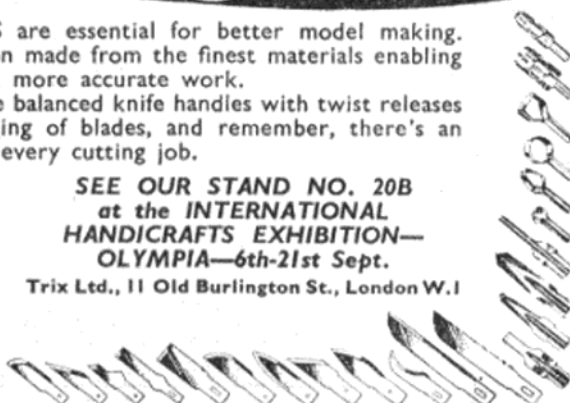 S are essential for better model making.
n made from the finest materials enabling
more accurate work.
e balanced knife handles with twist releases
ing of blades, and remember, there's an
every cutting job.
SEE OUR STAND NO. 20B
at the INTERNATIONAL
HANDICRAFTS EXHIBITION—
OLYMPIA—6th-21st Sept.
Trix Ltd., 11 Old Burlington St., London W.1